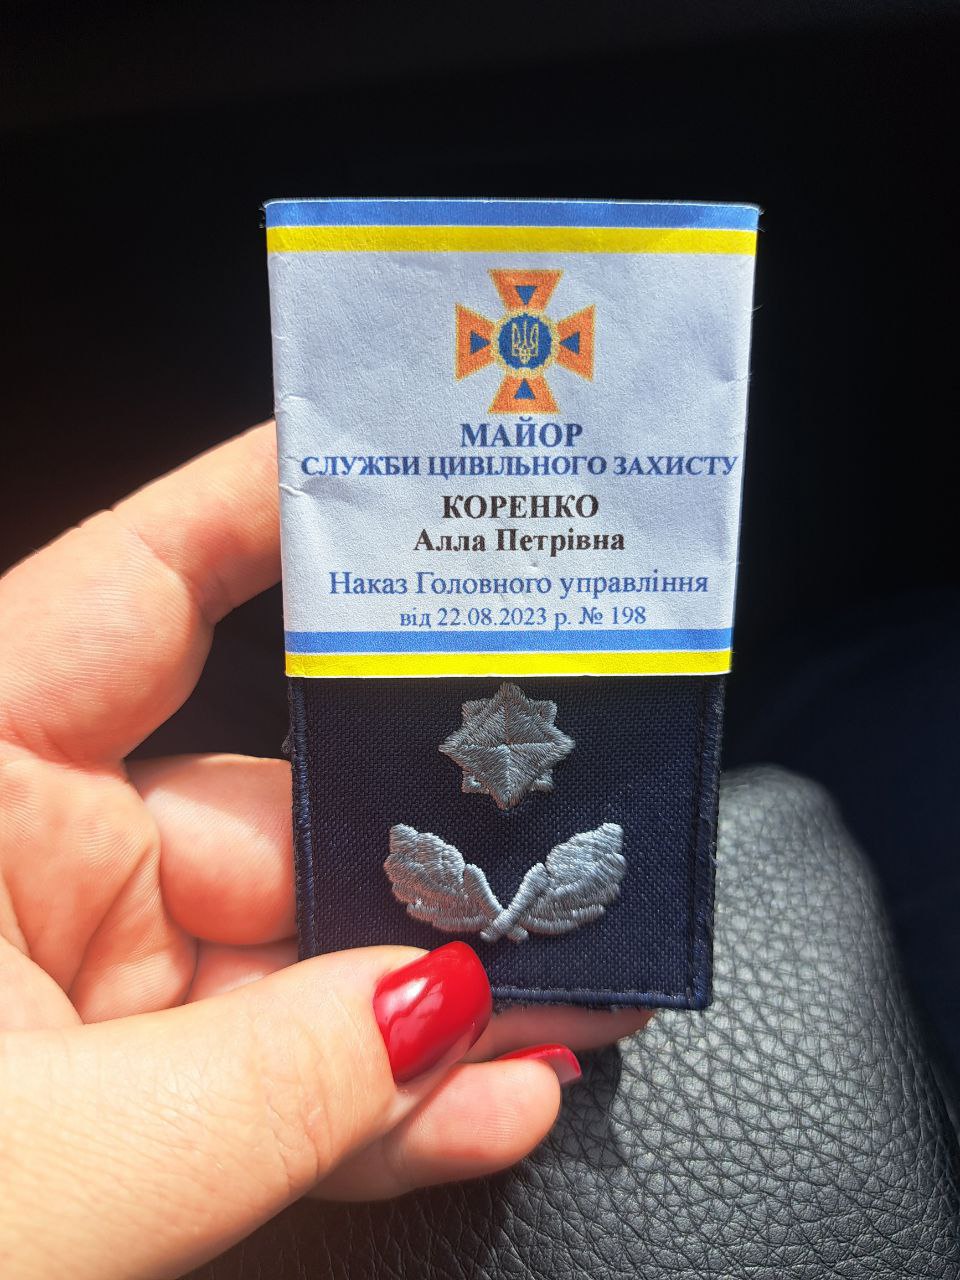 МАЙОР
СЛУЖБИ ЦИВІЛЬНОГО ЗАХИСТУ
КОРЕНКО
Алла Петрівна
Наказ Головного управління
від 22.08.2023 р. № 198